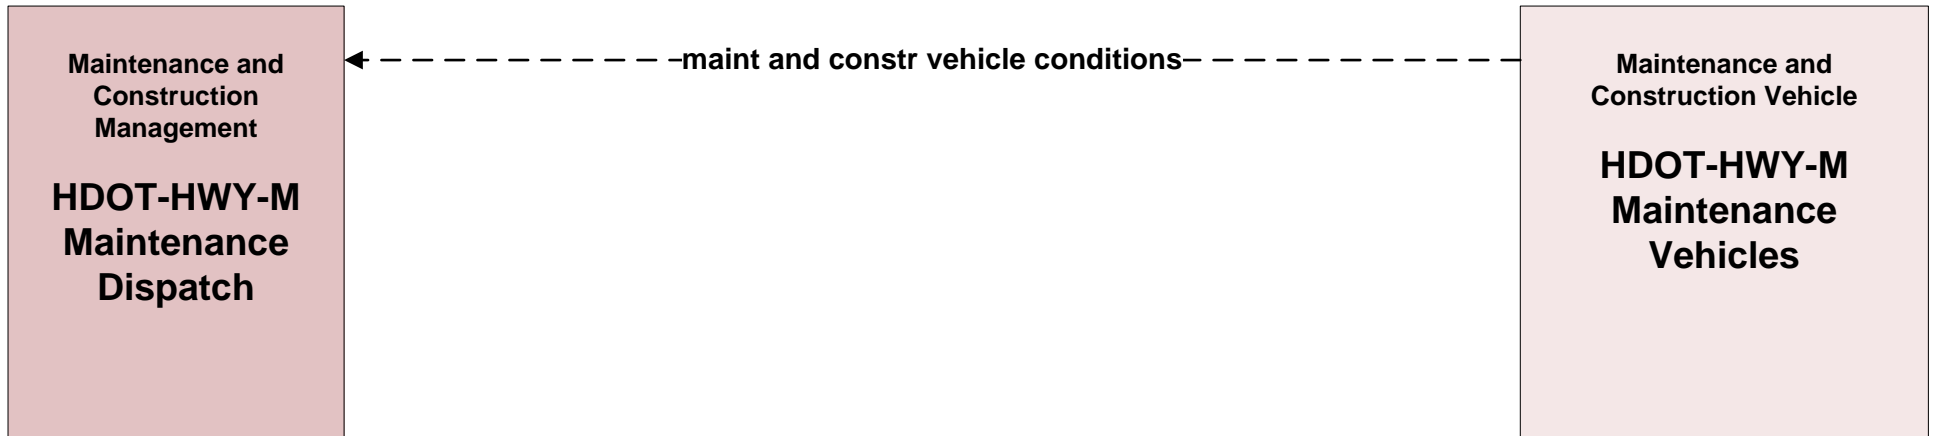 Maintenance and
Construction
Management
HDOT-HWY-M
Maintenance
Dispatch
maint and constr vehicle conditions
Maintenance and
Construction Vehicle
HDOT-HWY-M
Maintenance
Vehicles